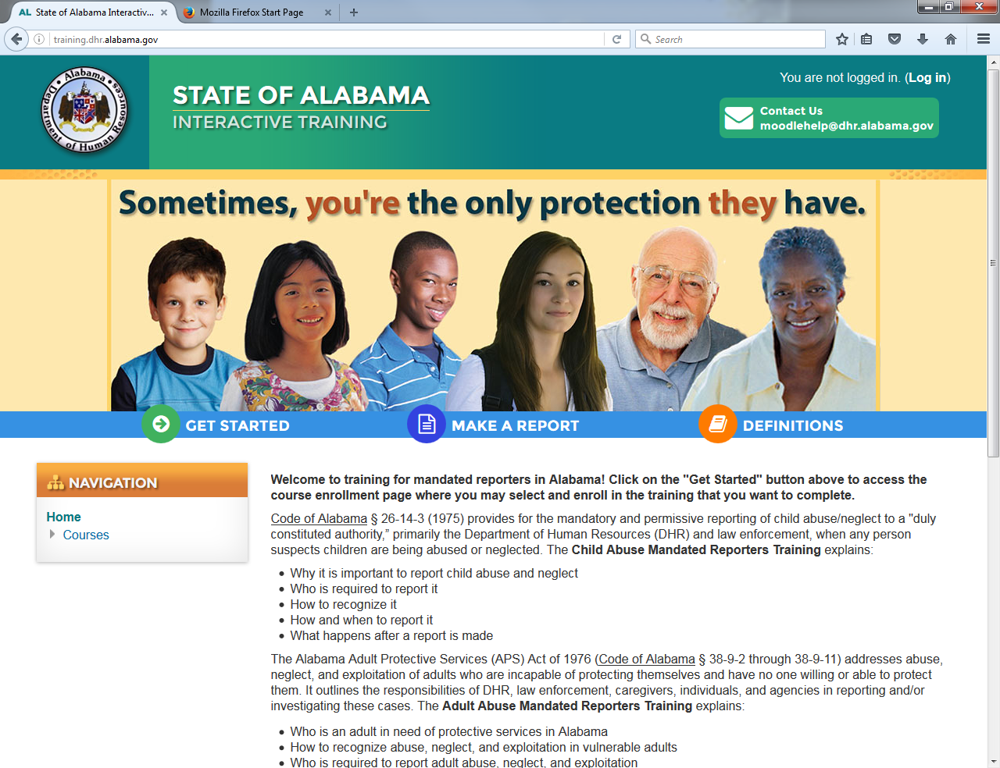 State of Alabama Interactiv...
Mozilla Firefox Start Page
training.dhr.alabama.gov
Search
Alabama
Department of Human Resources
STATE OF ALABAMA
INTERACTIVE TRAINING
You are not logged in. (Log in)
Contact Us
moodlehelp@dhr.alabama.gov
Sometimes, you're the only protection they have.
GET STARTED
MAKE A REPORT
DEFINITIONS
NAVIGATION
Home
Courses
Welcome to training for mandated reporters in Alabama! Click on the "Get Started" button above to access the
course enrollment page where you may select and enroll in the training that you want to complete.
Code of Alabama § 26-14-3 (1975) provides for the mandatory and permissive reporting of child abuse/neglect to a "duly
constituted authority,” primarily the Department of Human Resources (DHR) and law enforcement, when any person
suspects children are being abused or neglected. The Child Abuse Mandated Reporters Training explains:
Why it is important to report child abuse and neglect
Who is required to report it
How to recognize it
How and when to report it
What happens after a report is made
The Alabama Adult Protective Services (APS) Act of 1976 (Code of Alabama § 38-9-2 through 38-9-11) addresses abuse,
neglect, and exploitation of adults who are incapable of protecting themselves and have no one willing or able to protect
them. It outlines the responsibilities of DHR, law enforcement, caregivers, individuals, and agencies in reporting and/or
investigating these cases. The Adult Abuse Mandated Reporters Training explains:
Who is an adult in need of protective services in Alabama
How to recognize abuse, neglect, and exploitation in vulnerable adults
Who is required to report adult abuse, neglect, and exploitation